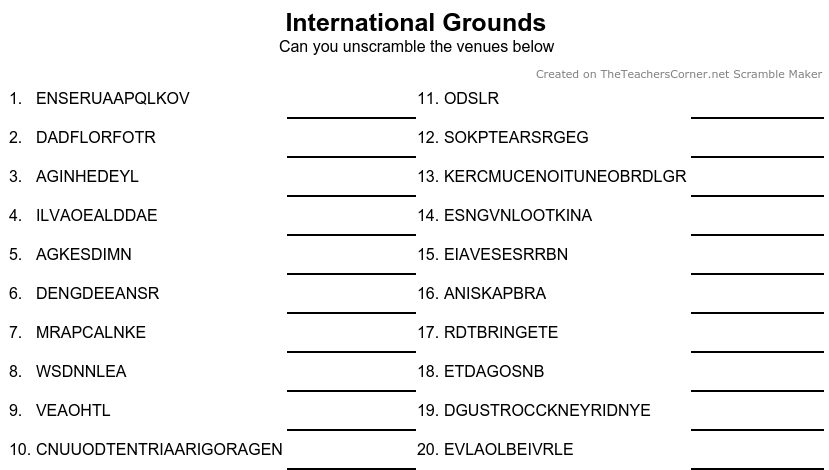 International Grounds
Can you unscramble the venues below
Created on TheTeachersCorner.net Scramble Maker
1. ENSERUAAPQLKOV
2. DADFLORFOTR
3. AGINHEDEYL
4. ILVAOEALDDAE
5. AGKESDIMN
6. DENGDEEANSR
7. MRAPCALNKE
8. WSDNNLEA
9. VEAOHTL
10. CNUUODTENTRIAARIGORAGEN
11. ODSLR
12. SOKPTEARSRGEG
13. KERCMUCENOITUNEOBRDLGR
14. ESNGVNLOOTKINA
15. EIAVESESRRBN
16. ANISKAPBRA
17. RDTBRINGETE
18. ETDAGOSNB
19. DGUSTROCCKNEYRIDNYE
20. EVLAOLBEIVRLE